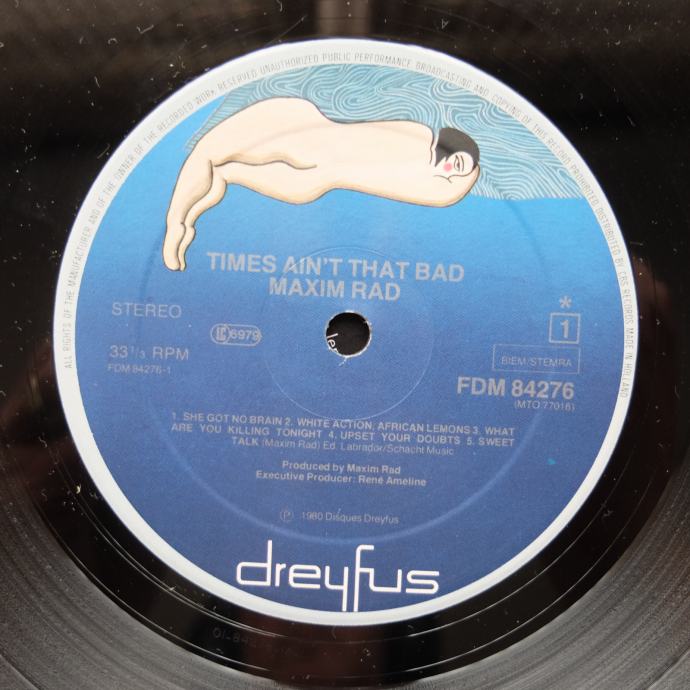 ALL RIGHTS OF THE MANUFACTURER AND OF THE OWNER OF THE RECORDED WORK RESERVED UNAUTHORIZED PUBLIC PERFORMANCE BROADCASTING AND COPYING OF THIS RECORD PROHIBITED DISTRIBUTED BY CBS RECORDS MADE IN HOLLAND
TIMES AIN'T THAT BAD
MAXIM RAD
STEREO
LC 6979
*
1
33 1/3 RPM
FDM 84276-1
BIEM/STEMRA
FDM 84276
(MTO 77016)
1. SHE GOT NO BRAIN 2. WHITE ACTION, AFRICAN LEMONS 3. WHAT
ARE YOU KILLING TONIGHT 4. UPSET YOUR DOUBTS 5. SWEET
TALK (Maxim Rad) Ed. Labrador/Schacht Music
Produced by Maxim Rad
Executive Producer: René Ameline
℗ 1980 Disques Dreyfus
dreyfus